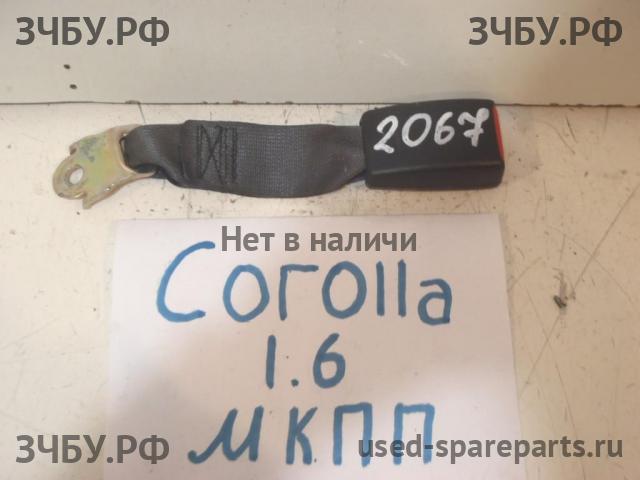 ЗЧБУ.РФ ЗЧБУ.РФ
2067
Нет в наличи
Corolla
1.6
МКПП
ЗЧБУ.РФ used-spareparts.ru